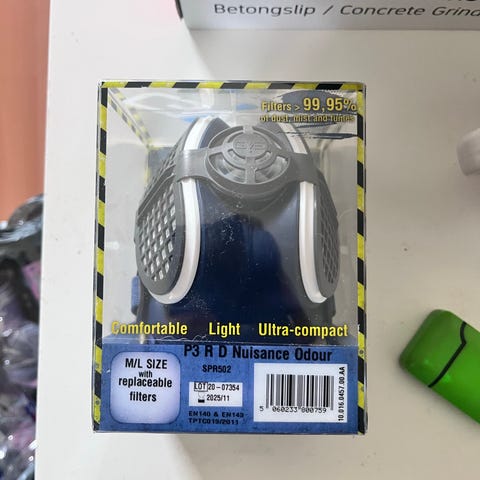 Betongslip / Concrete Grind
Filters > 99,95%
of dust, mist and fumes
GVS
Comfortable Light Ultra-compact
P3 R D Nuisance Odour
M/L SIZE
with
replaceable
filters
SPR502
LOT 20-07354
2025/11
EN140 & EN143
TPTC019/2011
5 060233 800759
10.016.0457.00.AA